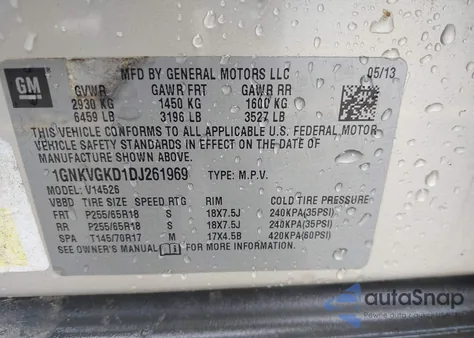 GM
MFD BY GENERAL MOTORS LLC 05/13
GVWR GAWR FRT GAWR RR
2930 KG 1450 KG 1600 KG
6459 LB 3196 LB 3527 LB
THIS VEHICLE CONFORMS TO ALL APPLICABLE U.S. FEDERAL MOTOR
VEHICLE SAFETY STANDARDS IN EFFECT ON THE DATE OF
MANUFACTURE SHOWN ABOVE.
1GNKVGKD1DJ261969 TYPE: M.P.V.
V14526
VBBD TIRE SIZE SPEED RTG RIM COLD TIRE PRESSURE
FRT P255/65R18 S 18X7.5J 240KPA(35PSI)
RR P255/65R18 S 18X7.5J 240KPA(35PSI)
SPA T145/70R17 M 17X4.5B 420KPA(60PSI)
SEE OWNER'S MANUAL FOR MORE INFORMATION.
autoSnap